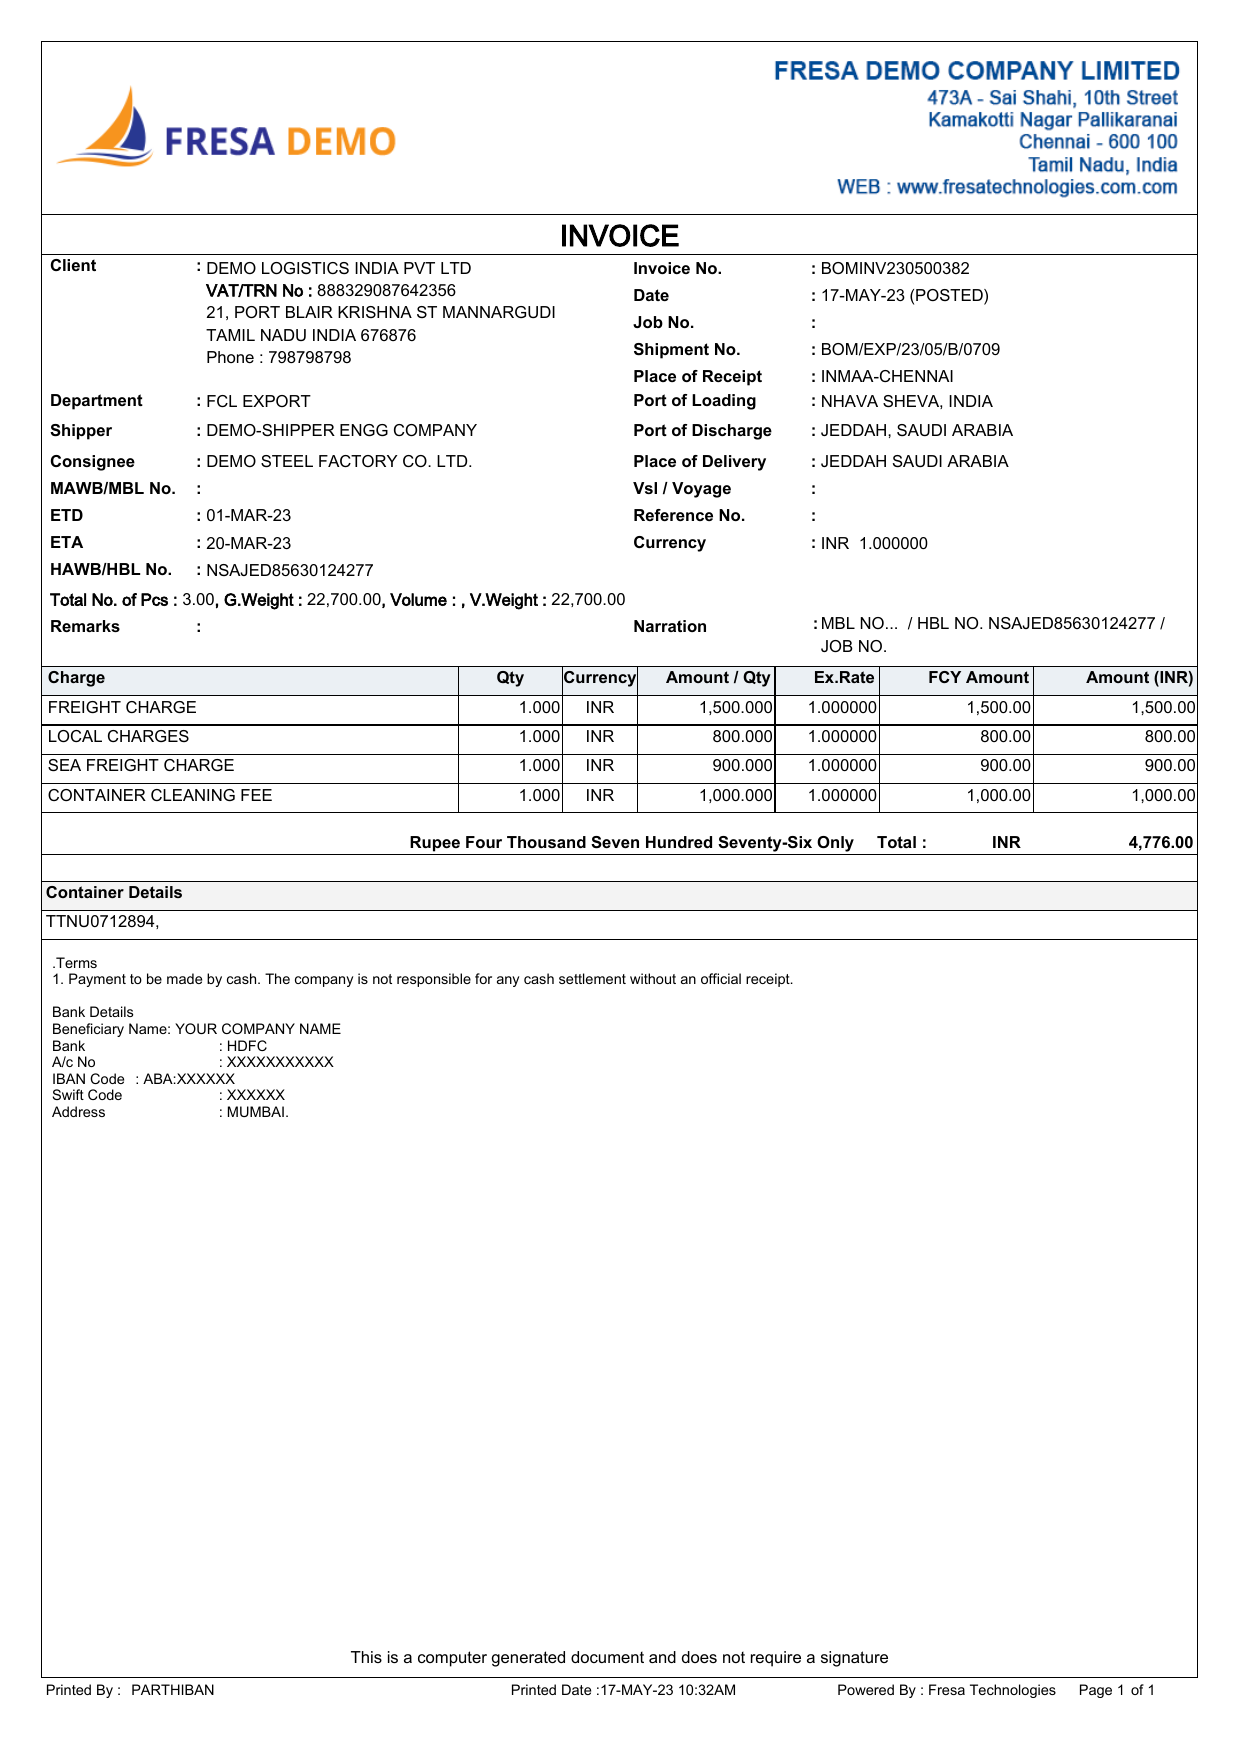 FRESA DEMO
FRESA DEMO COMPANY LIMITED
473A - Sai Shahi, 10th Street
Kamakotti Nagar Pallikaranai
Chennai - 600 100
Tamil Nadu, India
WEB : www.fresatechnologies.com.com
INVOICE
Client : DEMO LOGISTICS INDIA PVT LTD
VAT/TRN No : 888329087642356
21, PORT BLAIR KRISHNA ST MANNARGUDI
TAMIL NADU INDIA 676876
Phone : 798798798
Invoice No. : BOMINV230500382
Date : 17-MAY-23 (POSTED)
Job No. :
Shipment No. : BOM/EXP/23/05/B/0709
Place of Receipt : INMAA-CHENNAI
Department : FCL EXPORT
Port of Loading : NHAVA SHEVA, INDIA
Shipper : DEMO-SHIPPER ENGG COMPANY
Port of Discharge : JEDDAH, SAUDI ARABIA
Consignee : DEMO STEEL FACTORY CO. LTD.
Place of Delivery : JEDDAH SAUDI ARABIA
MAWB/MBL No. :
Vsl / Voyage :
ETD : 01-MAR-23
Reference No. :
ETA : 20-MAR-23
Currency : INR 1.000000
HAWB/HBL No. : NSAJED85630124277
Total No. of Pcs : 3.00, G.Weight : 22,700.00, Volume : , V.Weight : 22,700.00
Remarks :
Narration : MBL NO... / HBL NO. NSAJED85630124277 /
JOB NO.
Charge Qty Currency Amount / Qty Ex.Rate FCY Amount Amount (INR)
FREIGHT CHARGE 1.000 INR 1,500.000 1.000000 1,500.00 1,500.00
LOCAL CHARGES 1.000 INR 800.000 1.000000 800.00 800.00
SEA FREIGHT CHARGE 1.000 INR 900.000 1.000000 900.00 900.00
CONTAINER CLEANING FEE 1.000 INR 1,000.000 1.000000 1,000.00 1,000.00
Rupee Four Thousand Seven Hundred Seventy-Six Only Total : INR 4,776.00
Container Details
TTNU0712894,
.Terms
1. Payment to be made by cash. The company is not responsible for any cash settlement without an official receipt.
Bank Details
Beneficiary Name: YOUR COMPANY NAME
Bank : HDFC
A/c No : XXXXXXXXXXX
IBAN Code : ABA:XXXXXX
Swift Code : XXXXXX
Address : MUMBAI.
This is a computer generated document and does not require a signature
Printed By : PARTHIBAN Printed Date :17-MAY-23 10:32AM Powered By : Fresa Technologies Page 1 of 1